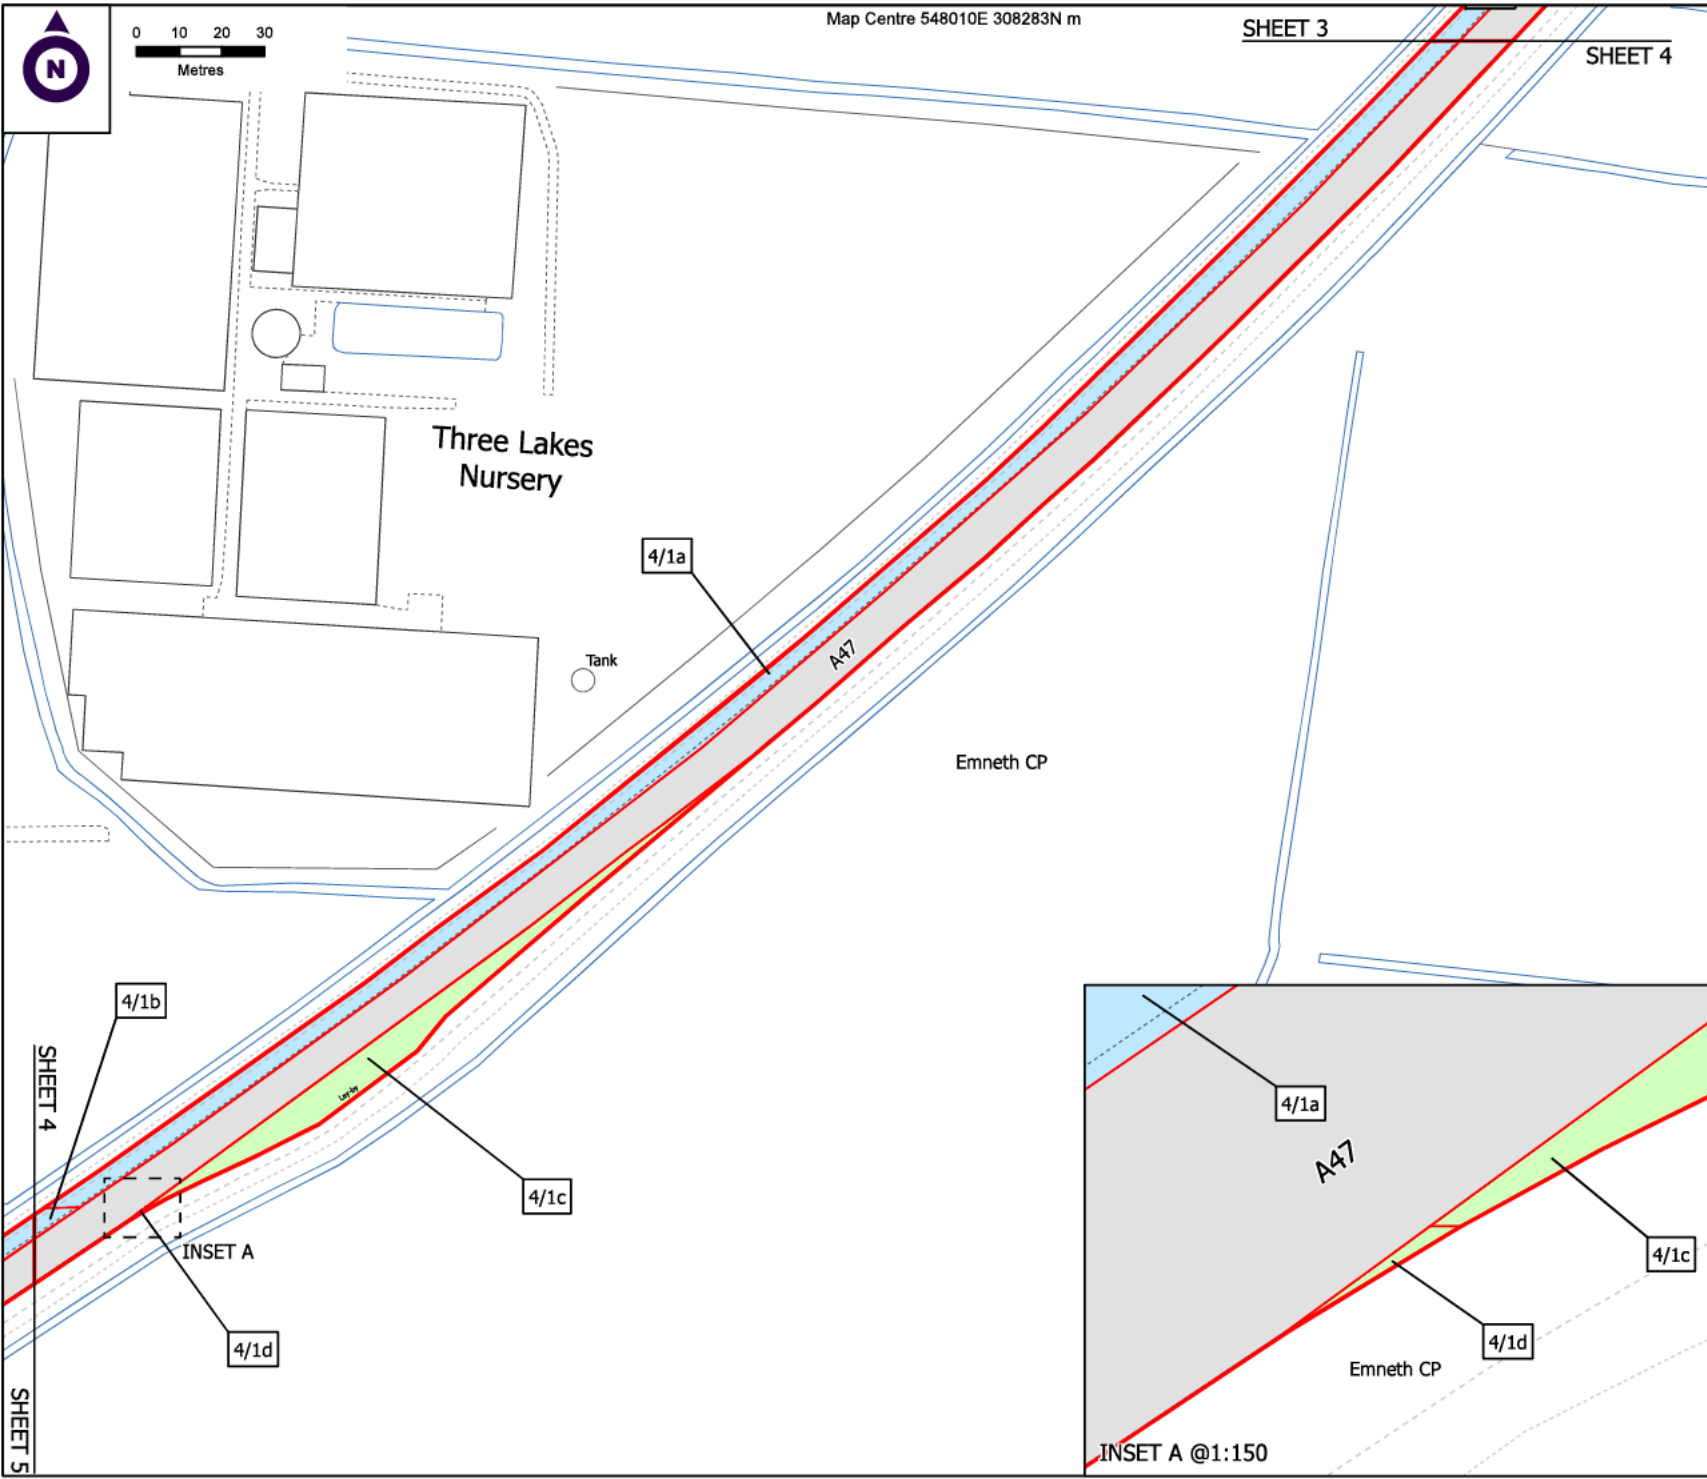 N
0 10 20 30
Metres
Map Centre 548010E 308283N m
SHEET 3
SHEET 4
Three Lakes
Nursery
4/1a
A47
Tank
Emneth CP
4/1b
SHEET 4
Lay-by
4/1c
INSET A
4/1d
SHEET 5
4/1a
A47
4/1c
4/1d
Emneth CP
INSET A @1:150